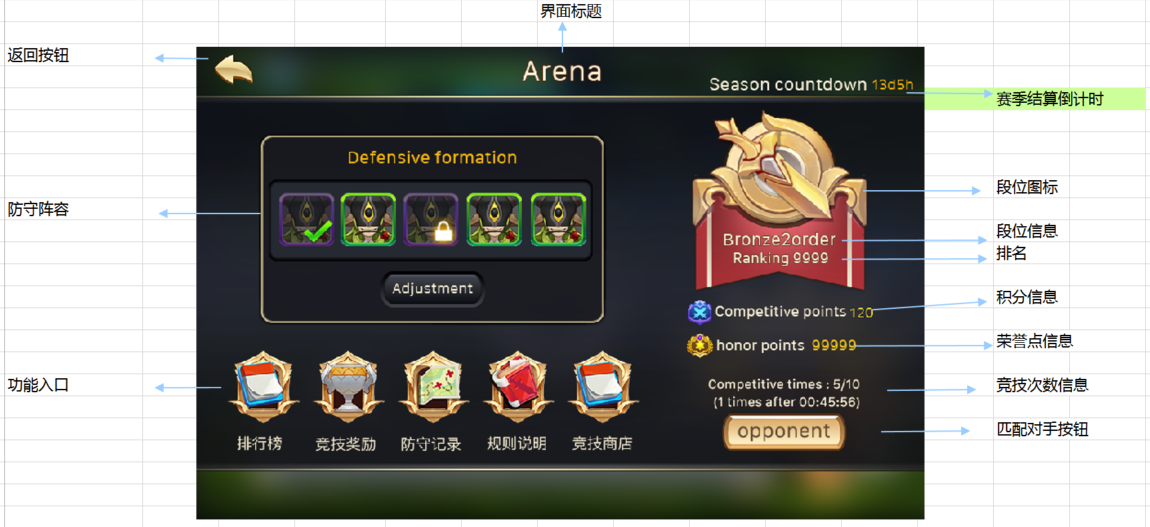 界面标题
返回按钮
Arena
Season countdown 13d5h
赛季结算倒计时
Defensive formation
防守阵容
Adjustment
段位图标
Bronze2order
段位信息
Ranking 9999
排名
Competitive points 120
积分信息
honor points 99999
荣誉点信息
功能入口
Competitive times : 5/10
(1 times after 00:45:56)
竞技次数信息
opponent
匹配对手按钮
排行榜
竞技奖励
防守记录
规则说明
竞技商店